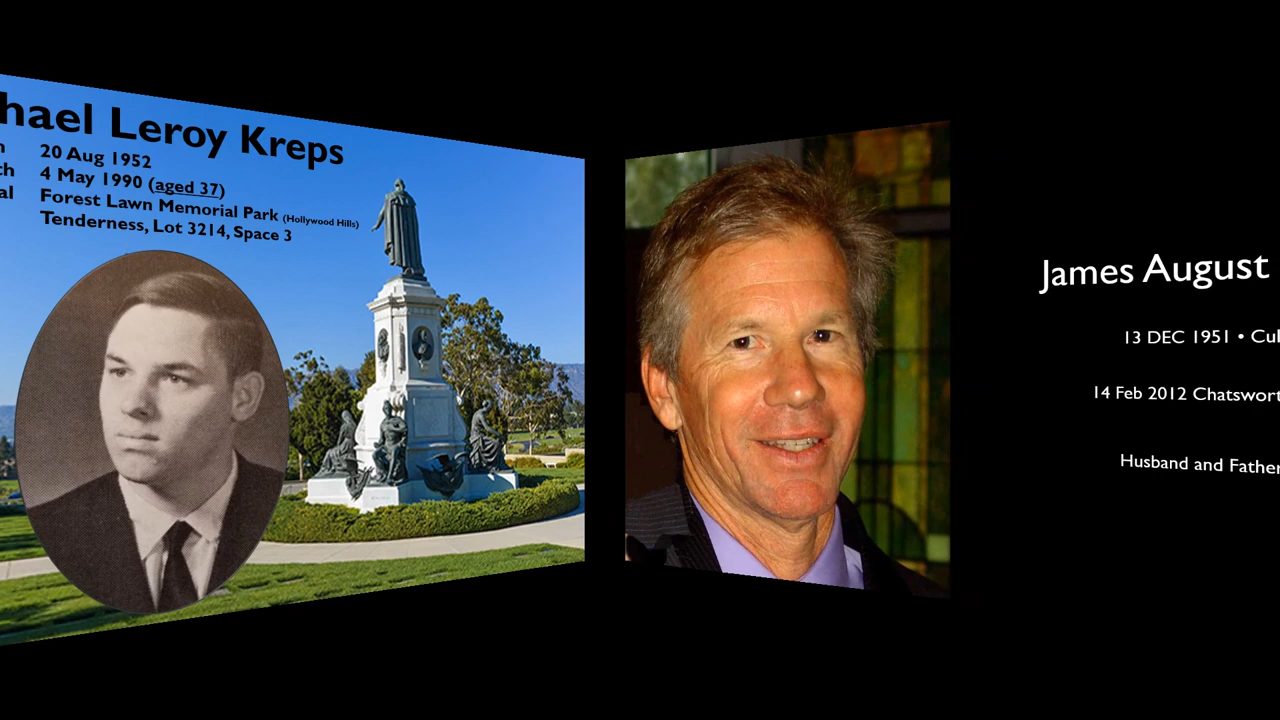 hael Leroy Kreps
20 Aug 1952
4 May 1990 (aged 37)
Forest Lawn Memorial Park (Hollywood Hills)
Tenderness, Lot 3214, Space 3
James August
13 DEC 1951 • Cul
14 Feb 2012 Chatswort
Husband and Father